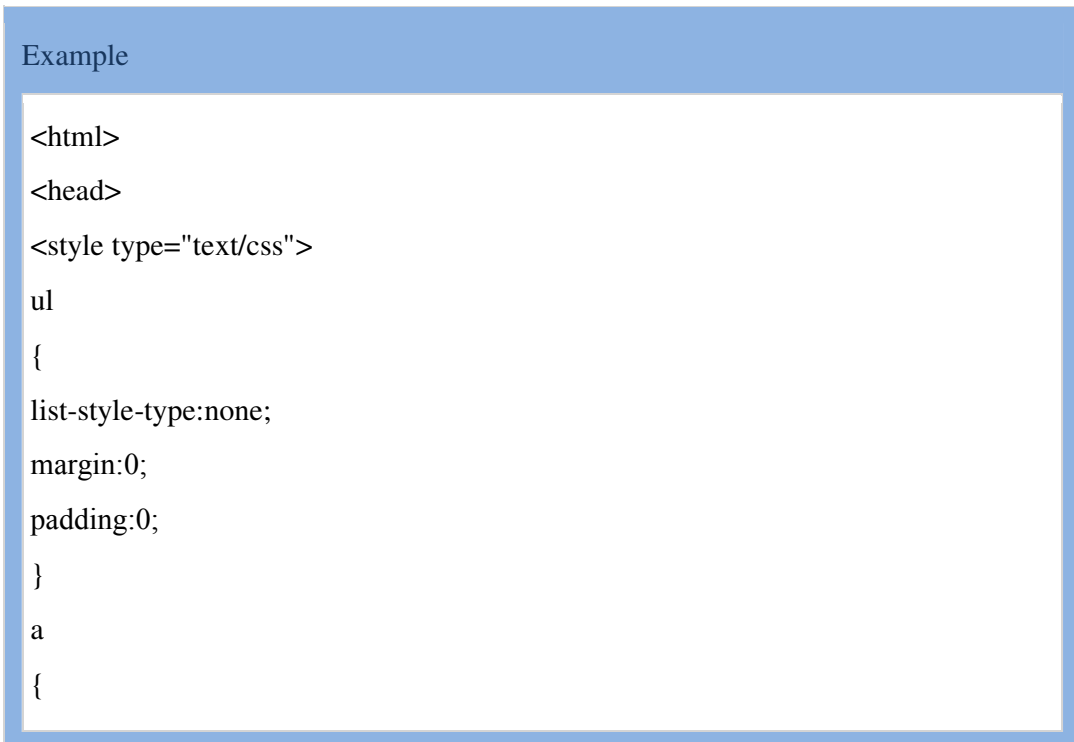 Example
<html>
<head>
<style type="text/css">
ul
{
list-style-type:none;
margin:0;
padding:0;
}
a
{